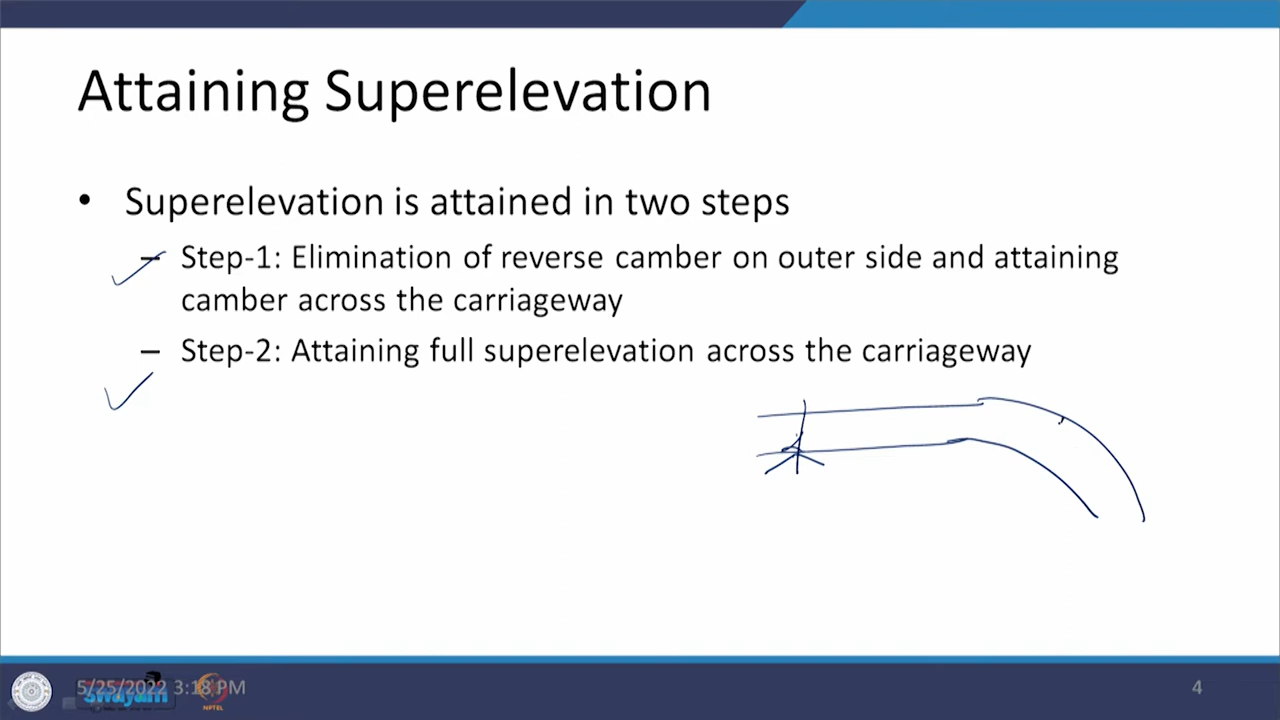 Attaining Superelevation
• Superelevation is attained in two steps
– Step-1: Elimination of reverse camber on outer side and attaining
camber across the carriageway
– Step-2: Attaining full superelevation across the carriageway
5/25/2022 3:18 PM
swayam
NPTEL
4